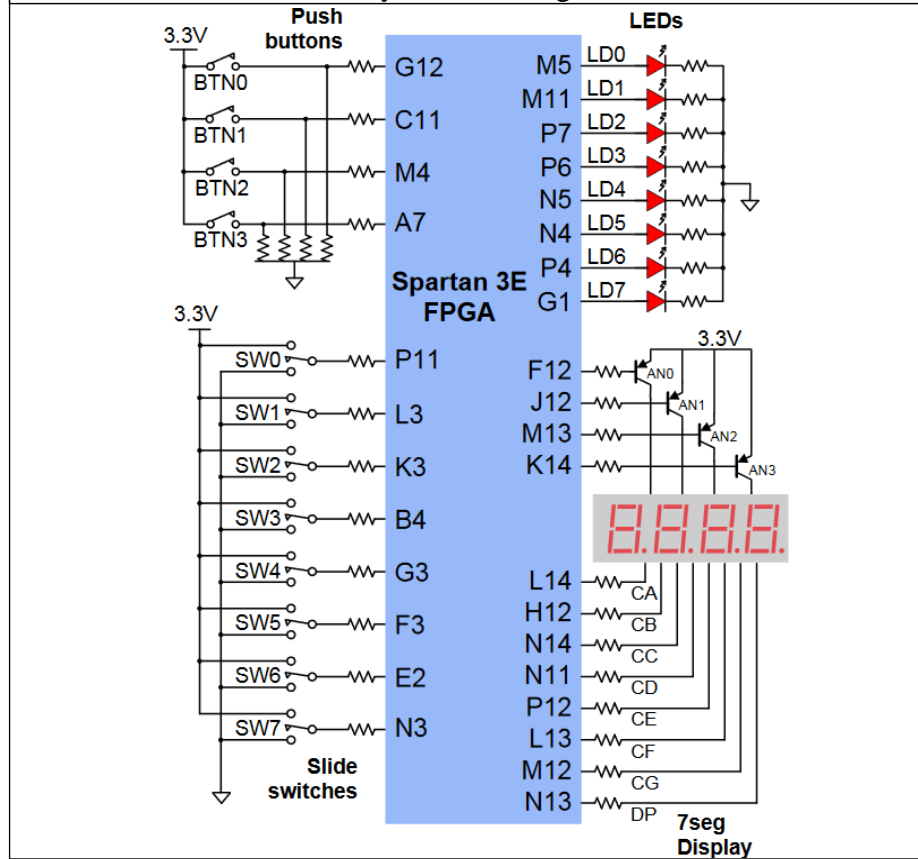 Push
buttons
3.3V
BTN0
BTN1
BTN2
BTN3
G12
C11
M4
A7
LEDs
M5 LD0
M11 LD1
P7 LD2
P6 LD3
N5 LD4
N4 LD5
P4 LD6
G1 LD7
Spartan 3E
FPGA
3.3V
SW0
SW1
SW2
SW3
SW4
SW5
SW6
SW7
P11
L3
K3
B4
G3
F3
E2
N3
Slide
switches
3.3V
F12 AN0
J12 AN1
M13 AN2
K14 AN3
L14 CA
H12 CB
N14 CC
N11 CD
P12 CE
L13 CF
M12 CG
N13 DP
7seg
Display